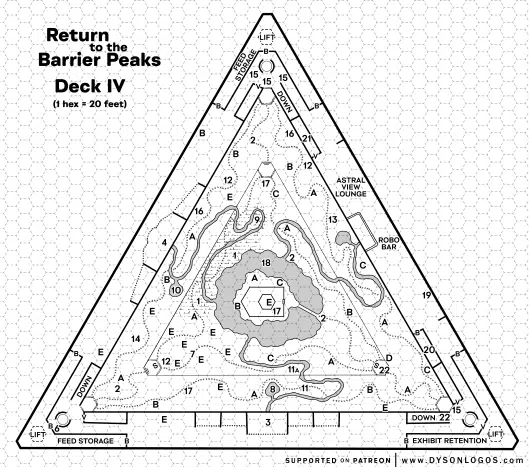 Return
to the
Barrier Peaks
Deck IV
(1 hex = 20 feet)
LIFT
FEED
STORAGE
B
15
15
15
DOWN
B
B
B
2
16
21
B
B
12
12
17
C
A
E
ASTRAL
VIEW
LOUNGE
16
9
A
13
4
ROBO
BAR
1
2
18
C
B
10
A
C
19
E
17
B
1
2
E
A
B
A
E
E
14
7
E
B
20
B
12
E
C
D
S
S
22
C
DOWN
A
2
11A
A
8
11
B
17
E
B
E
E
DOWN 22
15
B
6
3
LIFT
FEED STORAGE
B
B
EXHIBIT RETENTION
LIFT
SUPPORTED ON PATREON | www.DYSONLOGOS.com